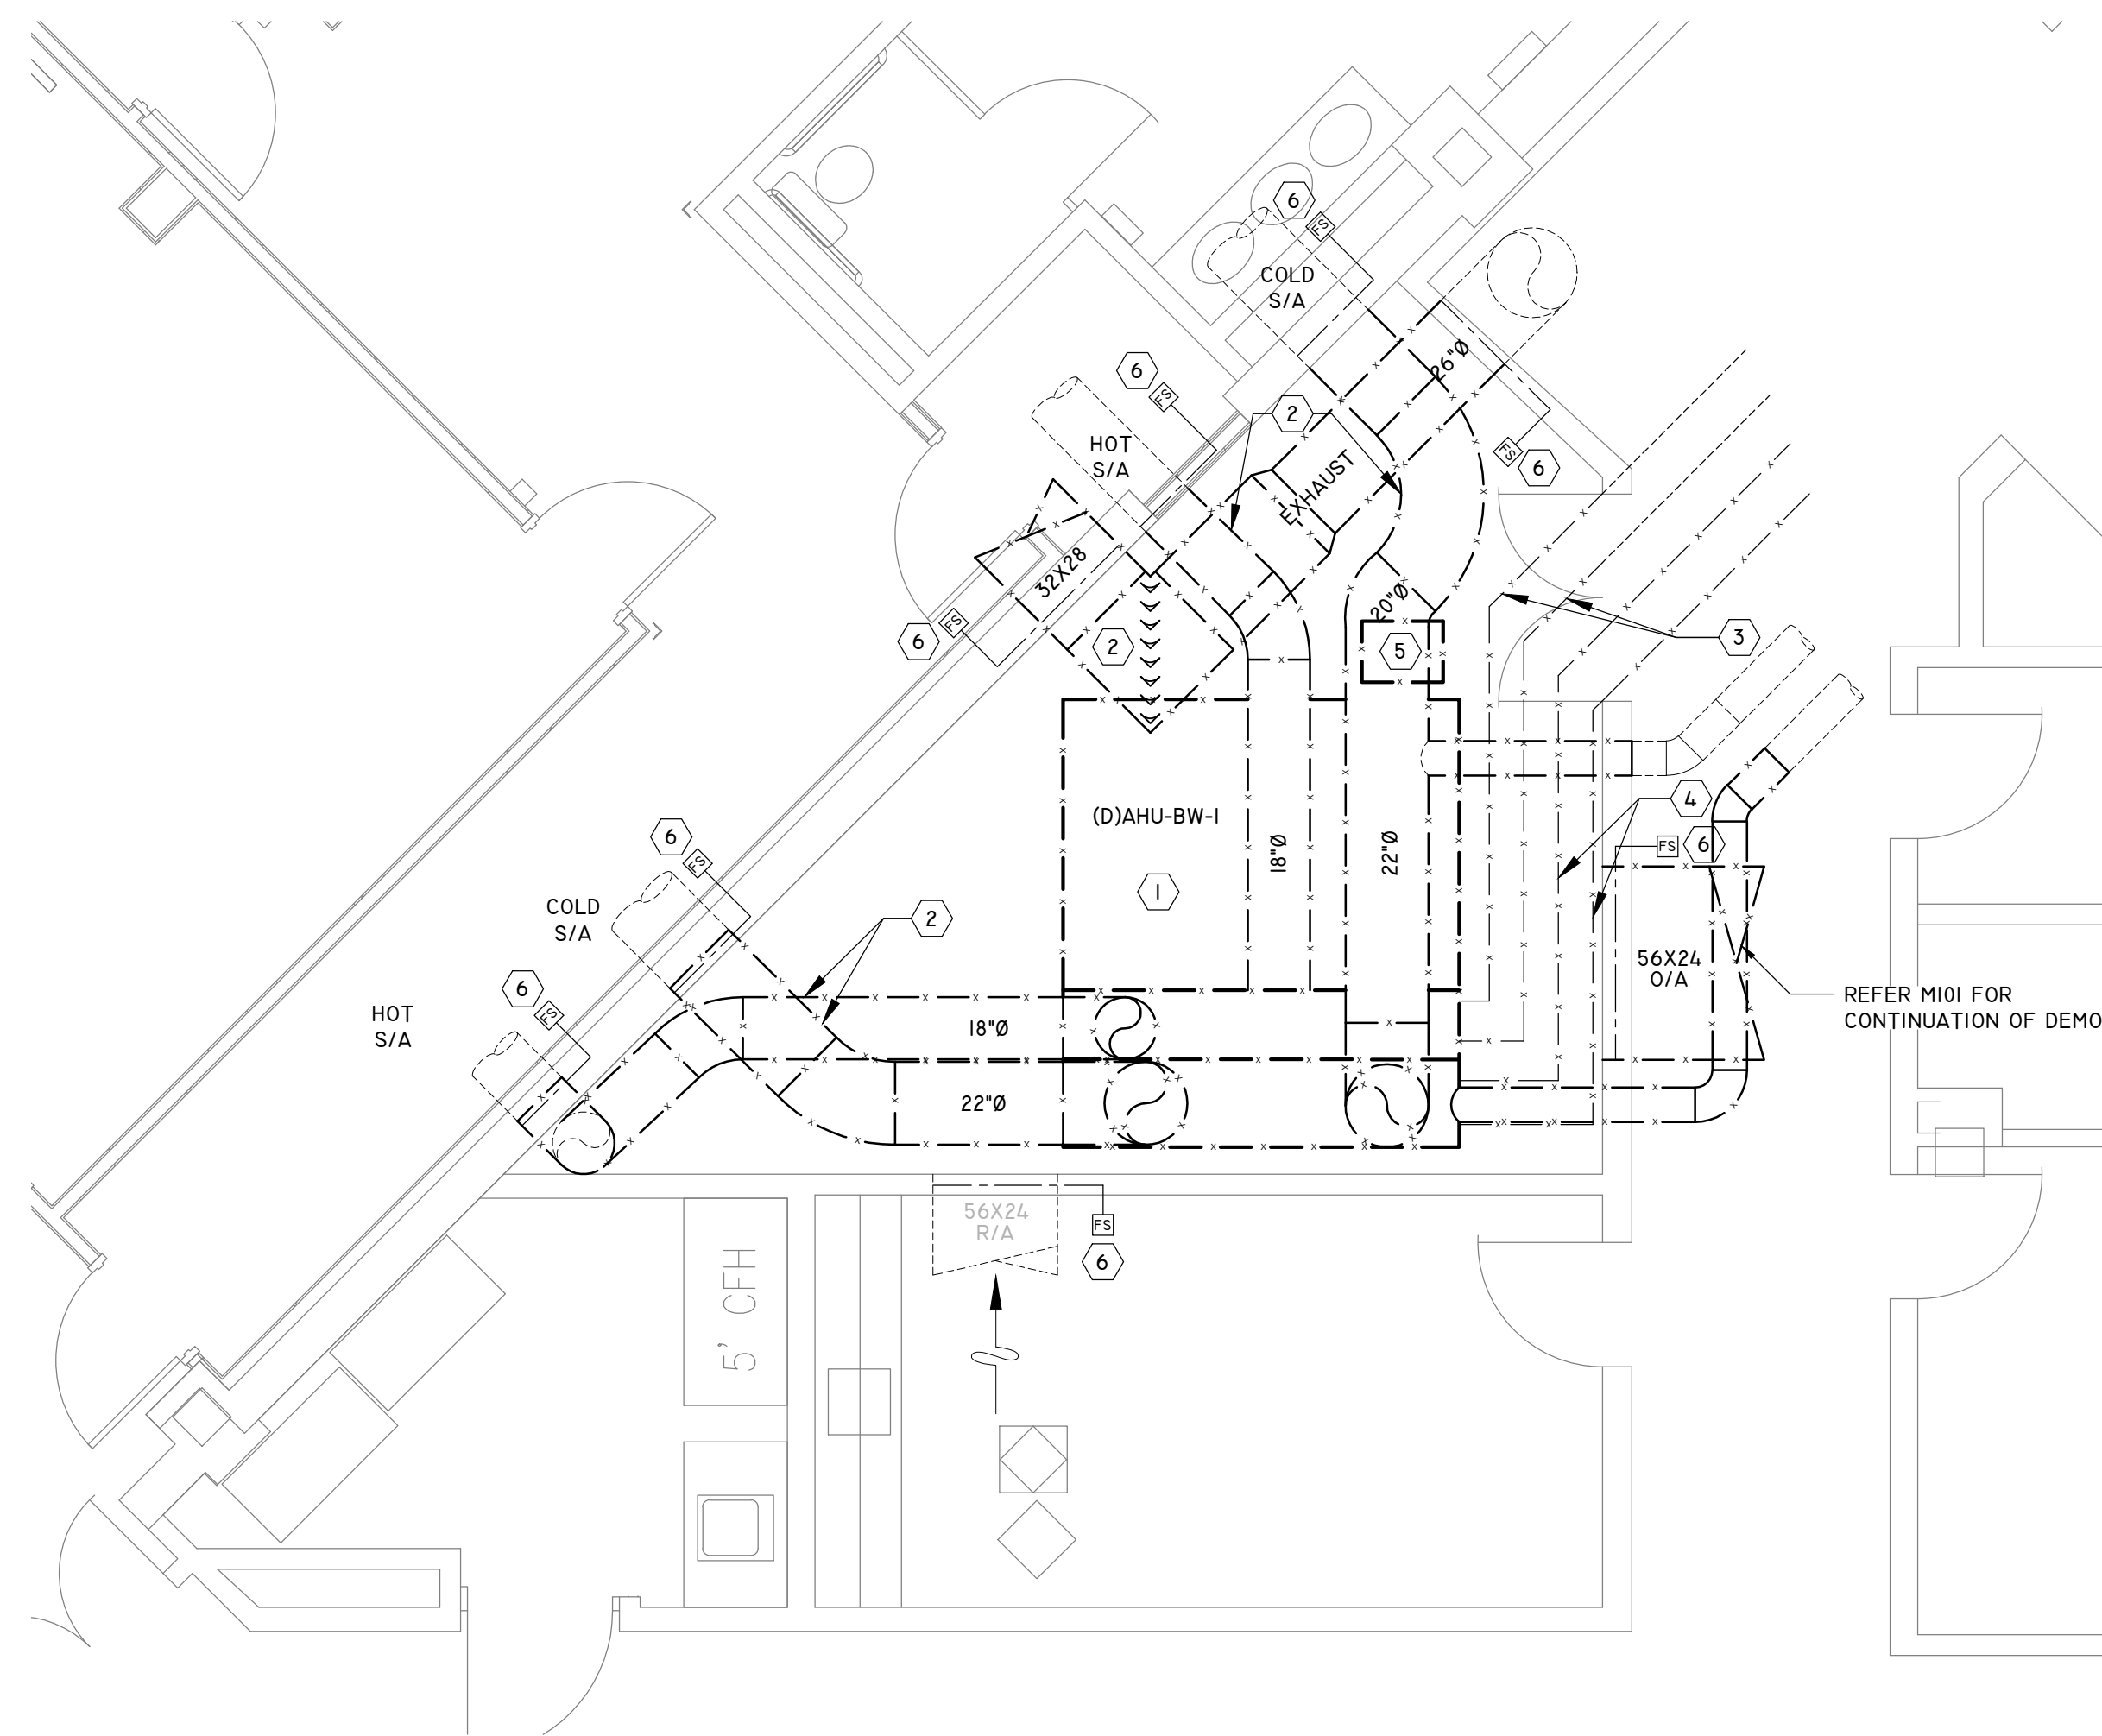 6
FS
COLD
S/A
26"Ø
6
FS
2
HOT
S/A
FS
6
EXHAUST
32X28
20"Ø
6
FS
2
5
3
(D)AHU-BW-1
4
6
FS
18"Ø
22"Ø
FS
6
1
COLD
S/A
2
56X24
O/A
6
FS
HOT
S/A
REFER M101 FOR
CONTINUATION OF DEMO
18"Ø
22"Ø
56X24
R/A
FS
6
5' CFH